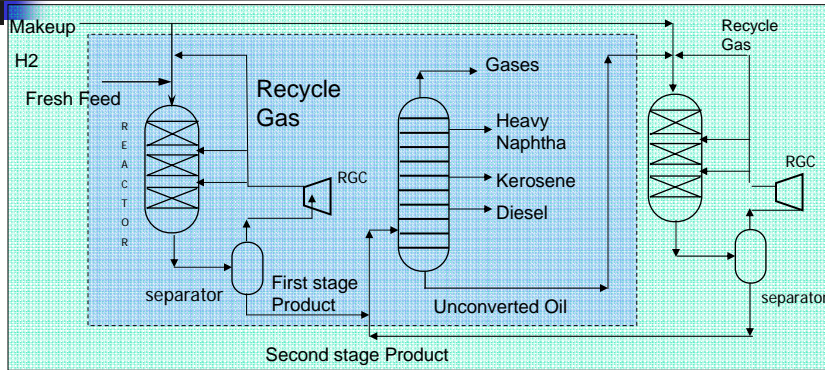 Makeup
H2
Fresh Feed
R
E
A
C
T
O
R
Recycle
Gas
RGC
separator
First stage
Product
Gases
Heavy
Naphtha
Kerosene
Diesel
Unconverted Oil
Recycle
Gas
RGC
separator
Second stage Product